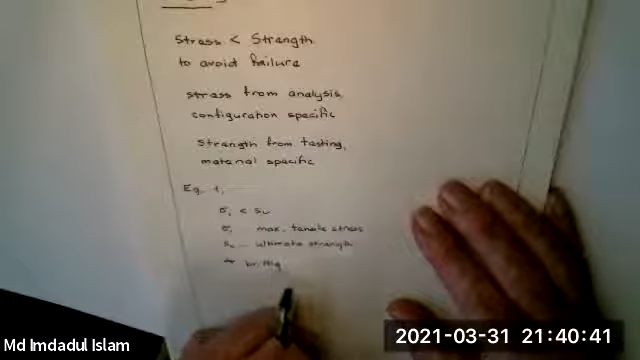 Stress < Strength
to avoid failure
stress from analysis,
configuration specific
Strength from testing,
material specific
Eq. 1,
σ₁ < Su
σ₁ max. tensile stress
Su – ultimate strength
2021-03-31 21:40:41
Md Imdadul Islam